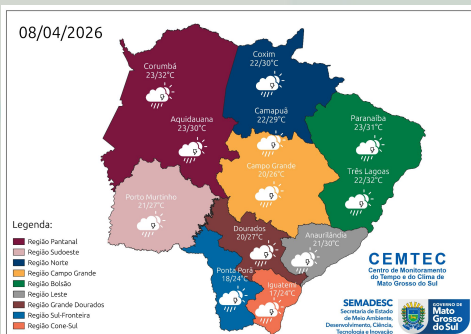 08/04/2026
Corumbá
23/32°C
Coxim
22/30°C
Camapuã
22/29°C
Aquidauana
23/30°C
Paranaíba
23/31°C
Campo Grande
20/26°C
Três Lagoas
22/32°C
Porto Murtinho
21/27°C
Dourados
20/27°C
Anaurilândia
21/30°C
Ponta Porã
18/24°C
Iguatemi
17/24°C
Legenda:
Região Pantanal
Região Sudoeste
Região Norte
Região Campo Grande
Região Bolsão
Região Leste
Região Grande Dourados
Região Sul-Fronteira
Região Cone-Sul
CEMTEC
Centro de Monitoramento
do Tempo e do Clima de
Mato Grosso do Sul
SEMADESC
Secretaria de Estado
de Meio Ambiente,
Desenvolvimento, Ciência,
Tecnologia e Inovação
GOVERNO DE
Mato
Grosso
do Sul